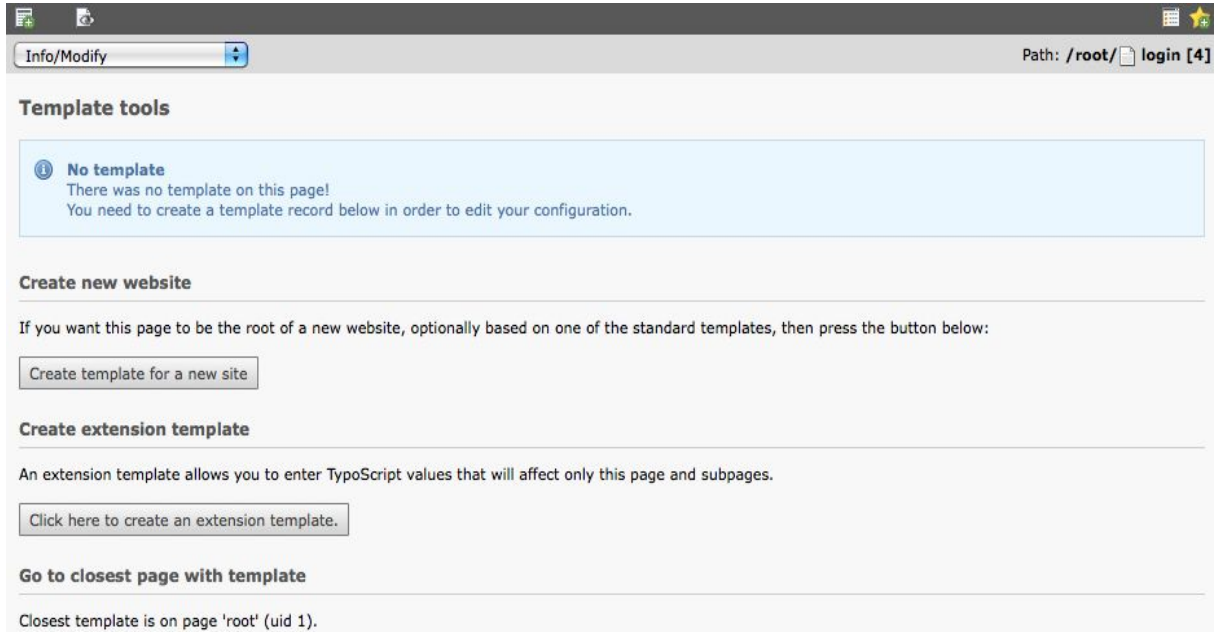 Info/Modify
Path: /root/ login [4]
Template tools
No template
There was no template on this page!
You need to create a template record below in order to edit your configuration.
Create new website
If you want this page to be the root of a new website, optionally based on one of the standard templates, then press the button below:
Create template for a new site
Create extension template
An extension template allows you to enter TypoScript values that will affect only this page and subpages.
Click here to create an extension template.
Go to closest page with template
Closest template is on page 'root' (uid 1).